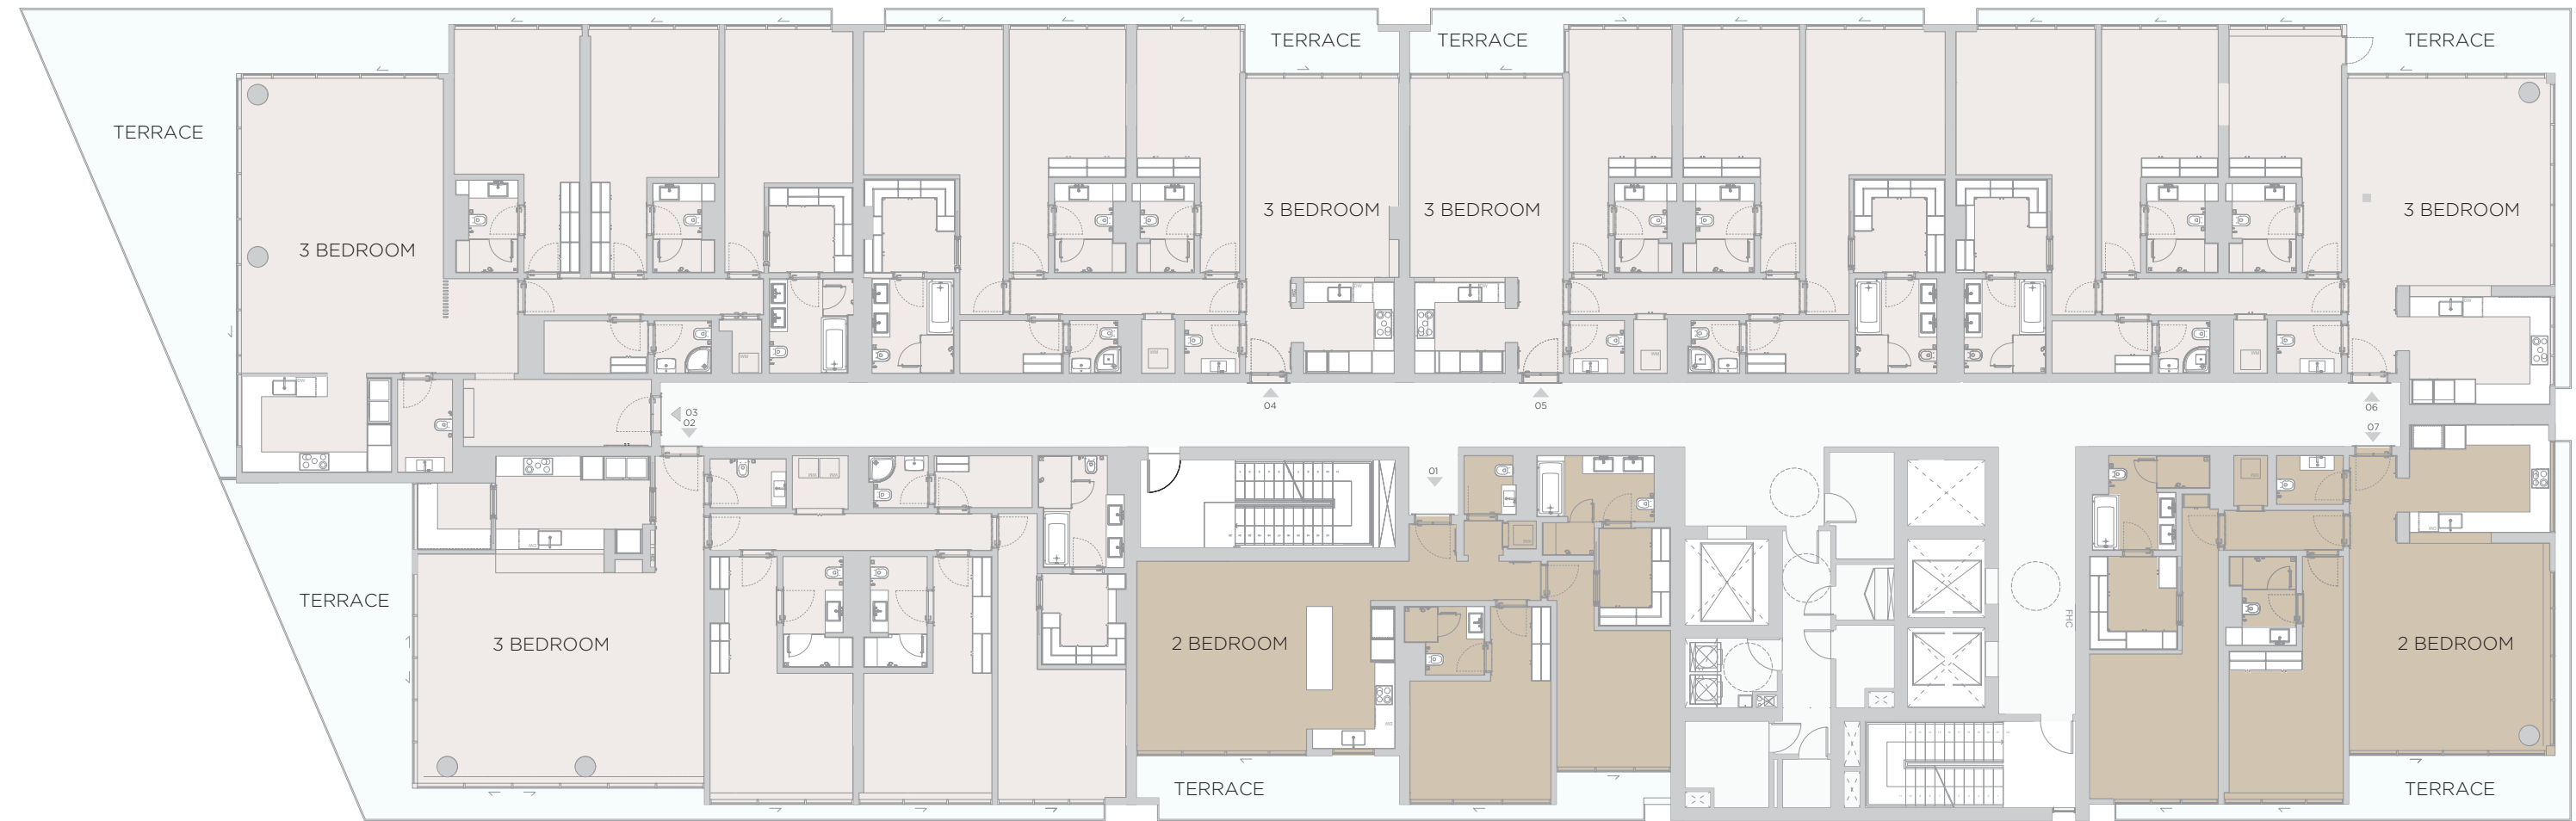 TERRACE
TERRACE
TERRACE
TERRACE
3 BEDROOM
3 BEDROOM
3 BEDROOM
3 BEDROOM
03
02
04
05
06
07
01
TERRACE
3 BEDROOM
2 BEDROOM
FHC
2 BEDROOM
TERRACE
TERRACE